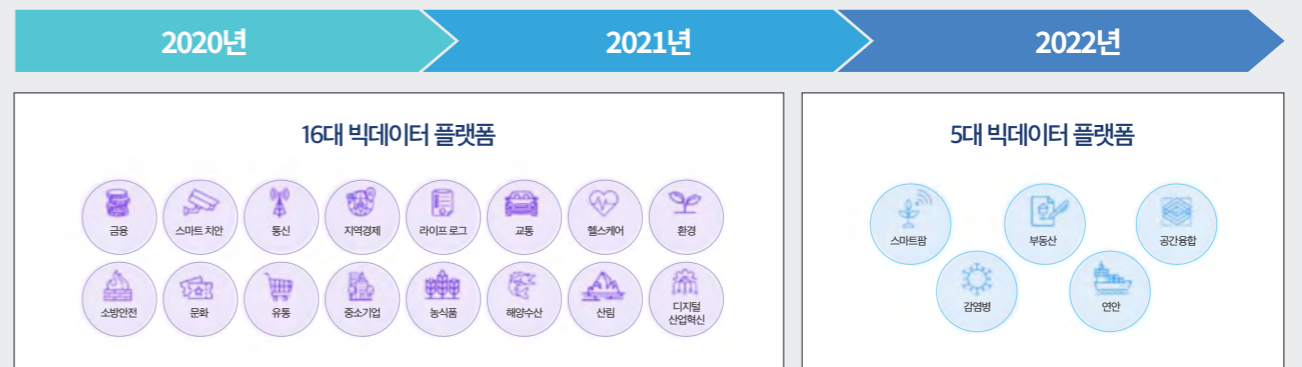 2020년
2021년
2022년
16대 빅데이터 플랫폼
금융
스마트 치안
통신
지역경제
라이프 로그
교통
헬스케어
환경
소방안전
문화
유통
중소기업
농식품
해양수산
산림
디지털
산업혁신
5대 빅데이터 플랫폼
스마트팜
부동산
공간융합
감염병
연안